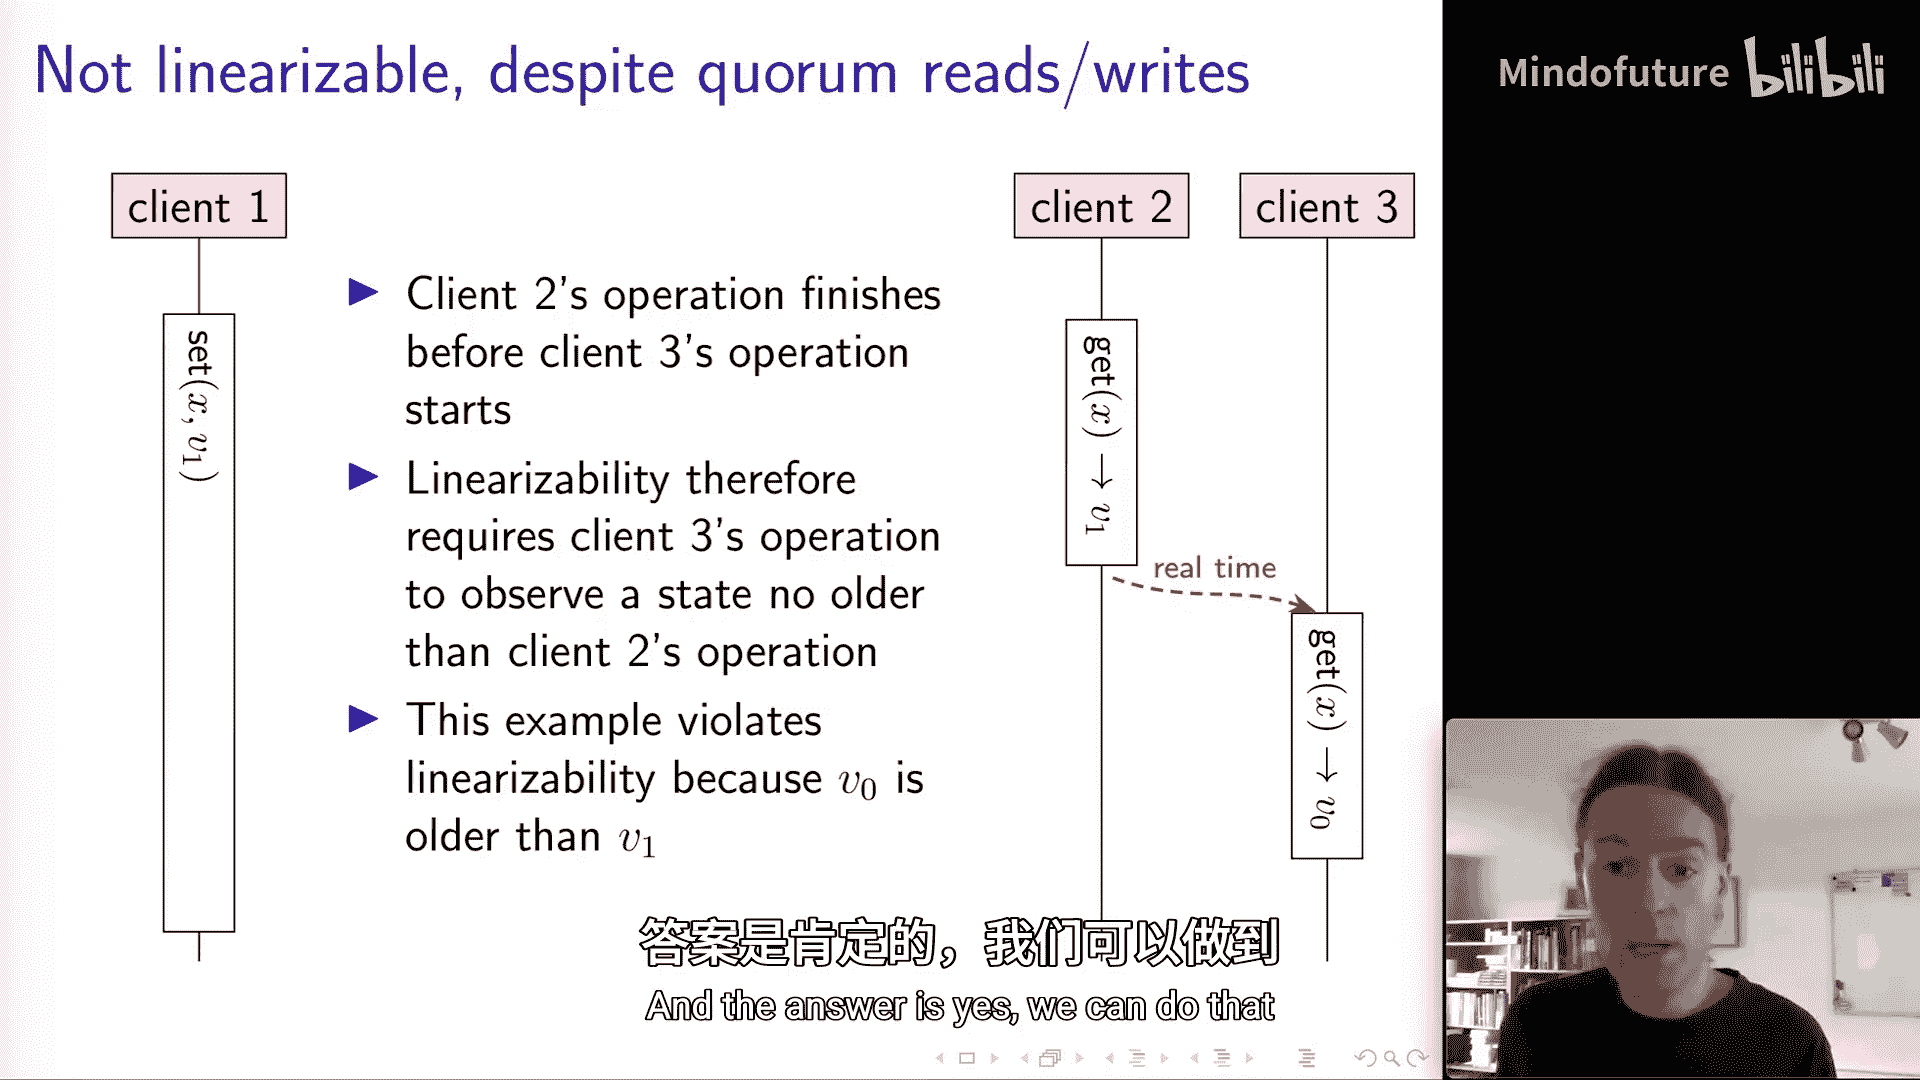 Not linearizable, despite quorum reads/writes
Mindofuture bilibili
client 1
client 2
client 3
set(x, v₁)
▶ Client 2’s operation finishes
before client 3’s operation
starts
▶ Linearizability therefore
requires client 3’s operation
to observe a state no older
than client 2’s operation
▶ This example violates
linearizability because v₀ is
older than v₁
get(x) → v₁
real time
get(x) → v₀
答案是肯定的，我们可以做到
And the answer is yes, we can do that